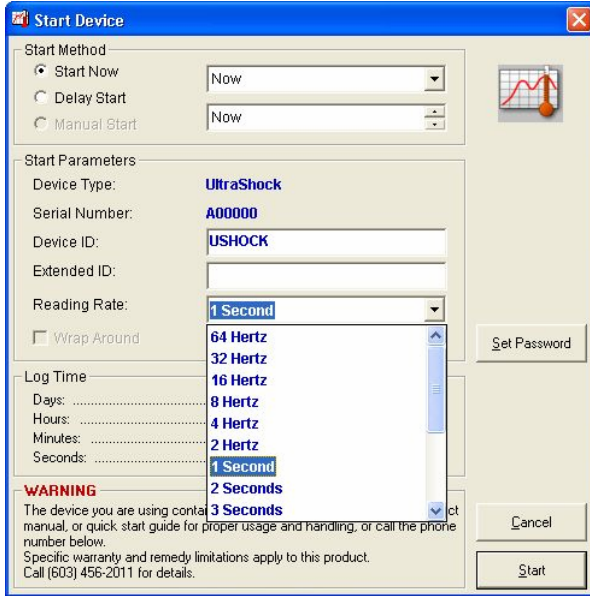 Start Device
Start Method
Start Now
Now
Delay Start
Manual Start
Now
Start Parameters
Device Type: UltraShock
Serial Number: A00000
Device ID: USHOCK
Extended ID:
Reading Rate: 1 Second
Wrap Around
64 Hertz
32 Hertz
16 Hertz
8 Hertz
4 Hertz
2 Hertz
1 Second
2 Seconds
3 Seconds
Set Password
Log Time
Days: 
Hours: 
Minutes: 
Seconds: 
WARNING
The device you are using
manual, or quick start guide for proper usage and handling, or call the phone
number below.
Specific warranty and remedy limitations apply to this product.
Call (603) 456-2011 for details.
Cancel
Start